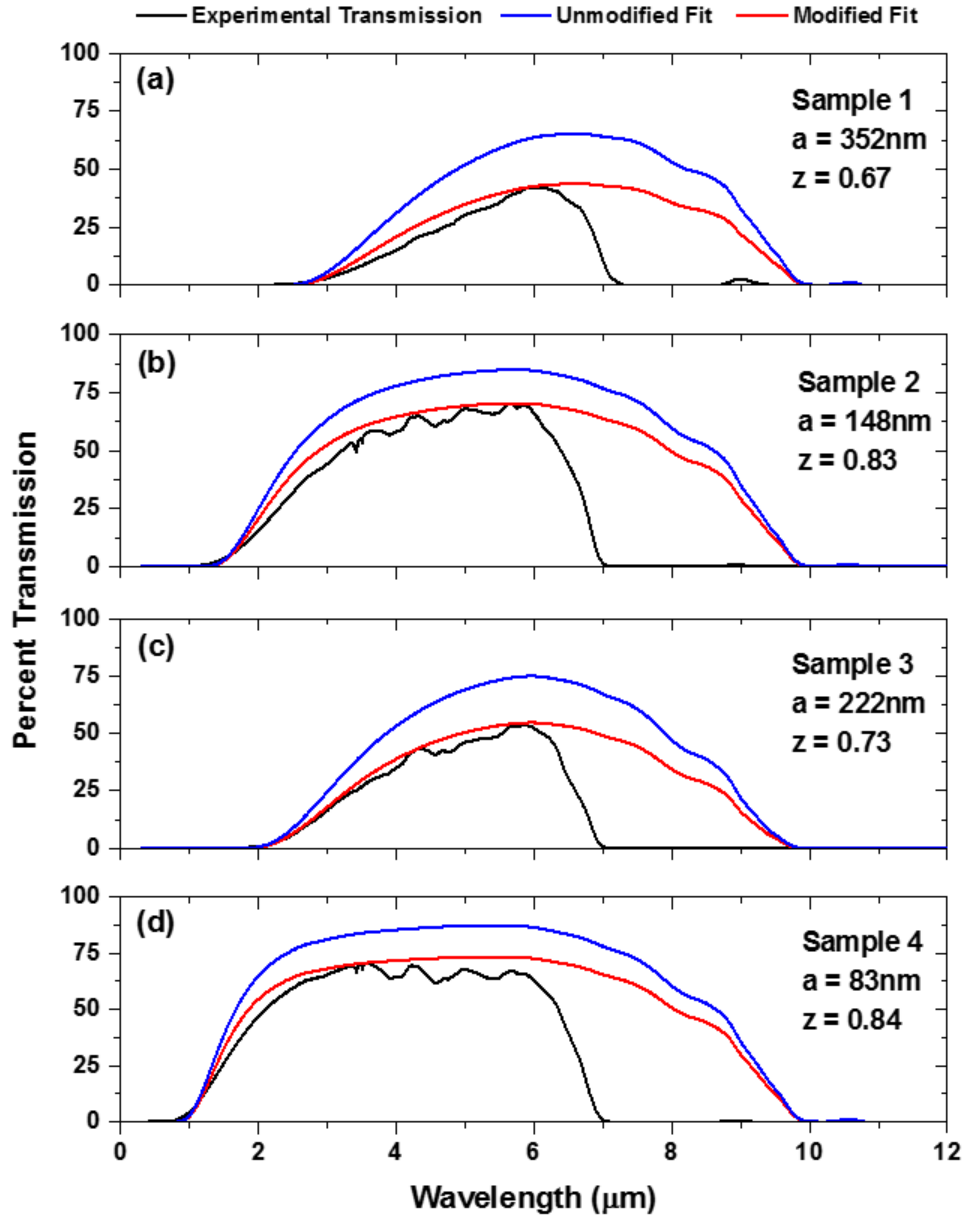 Experimental Transmission Unmodified Fit Modified Fit
100
(a)
75
Sample 1
a = 352nm
50
z = 0.67
25
0
100
(b)
Sample 2
75
a = 148nm
50
z = 0.83
25
0
100
(c)
Sample 3
75
a = 222nm
50
z = 0.73
25
0
100
(d)
Sample 4
75
a = 83nm
50
z = 0.84
25
0
0 2 4 6 8 10 12
Percent Transmission
Wavelength (μm)